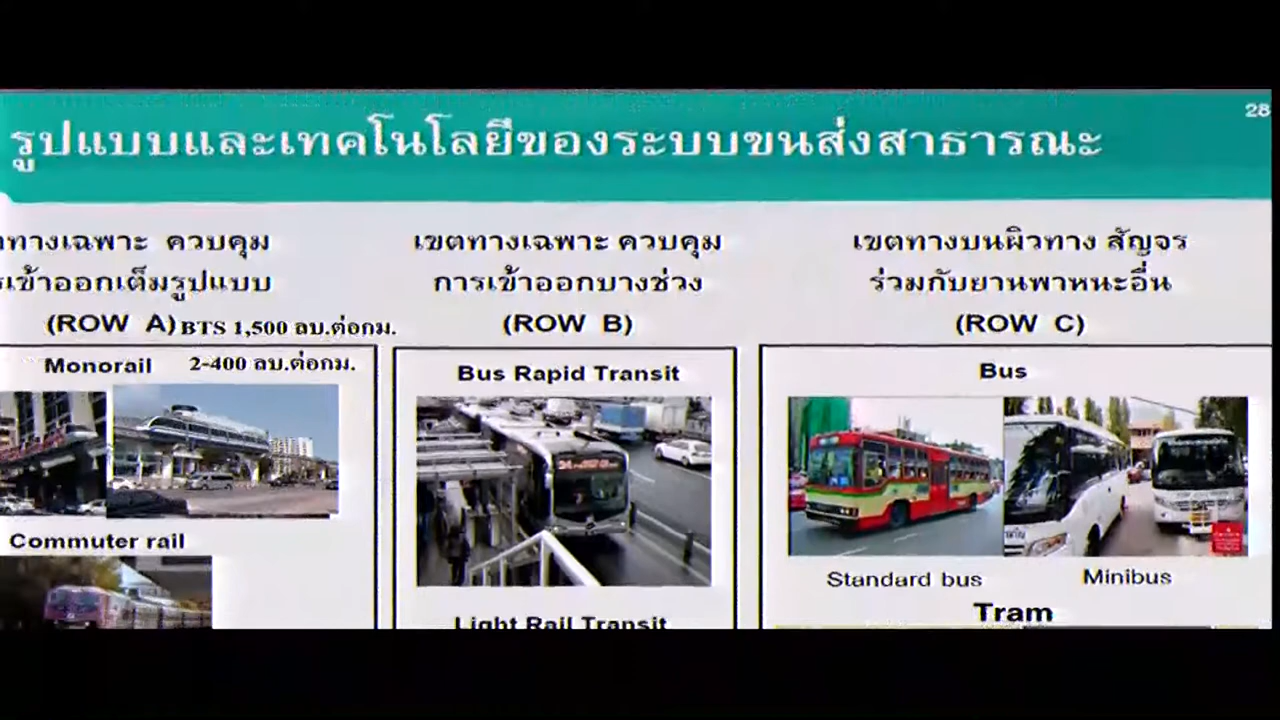 28
รูปแบบและเทคโนโลยีของระบบขนส่งสาธารณะ
ทางเฉพาะ ควบคุม
เข้าออกเต็มรูปแบบ
(ROW A) BTS 1,500 ลบ.ต่อกม.
Monorail 2-400 ลบ.ต่อกม.
Commuter rail
เขตทางเฉพาะ ควบคุม
การเข้าออกบางช่วง
(ROW B)
Bus Rapid Transit
Light Rail Transit
เขตทางบนผิวทาง สัญจร
ร่วมกับยานพาหนะอื่น
(ROW C)
Bus
Standard bus
Minibus
Tram